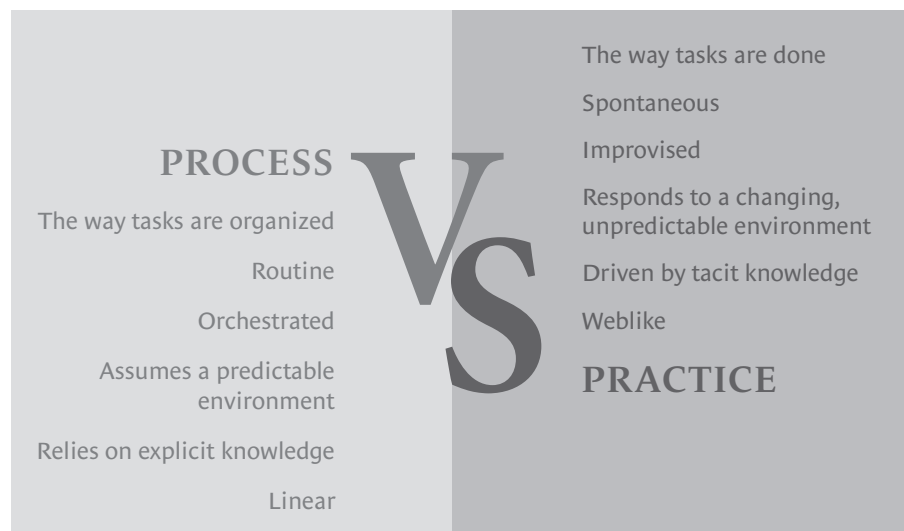 PROCESS
The way tasks are organized
Routine
Orchestrated
Assumes a predictable
environment
Relies on explicit knowledge
Linear
VS
The way tasks are done
Spontaneous
Improvised
Responds to a changing,
unpredictable environment
Driven by tacit knowledge
Weblike
PRACTICE